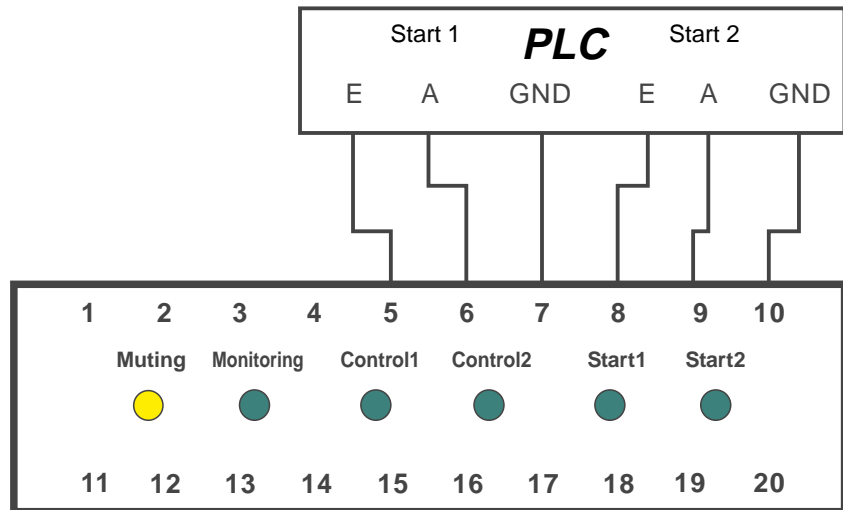 Start 1 PLC Start 2
E A GND E A GND
1 2 3 4 5 6 7 8 9 10
Muting Monitoring Control1 Control2 Start1 Start2
11 12 13 14 15 16 17 18 19 20